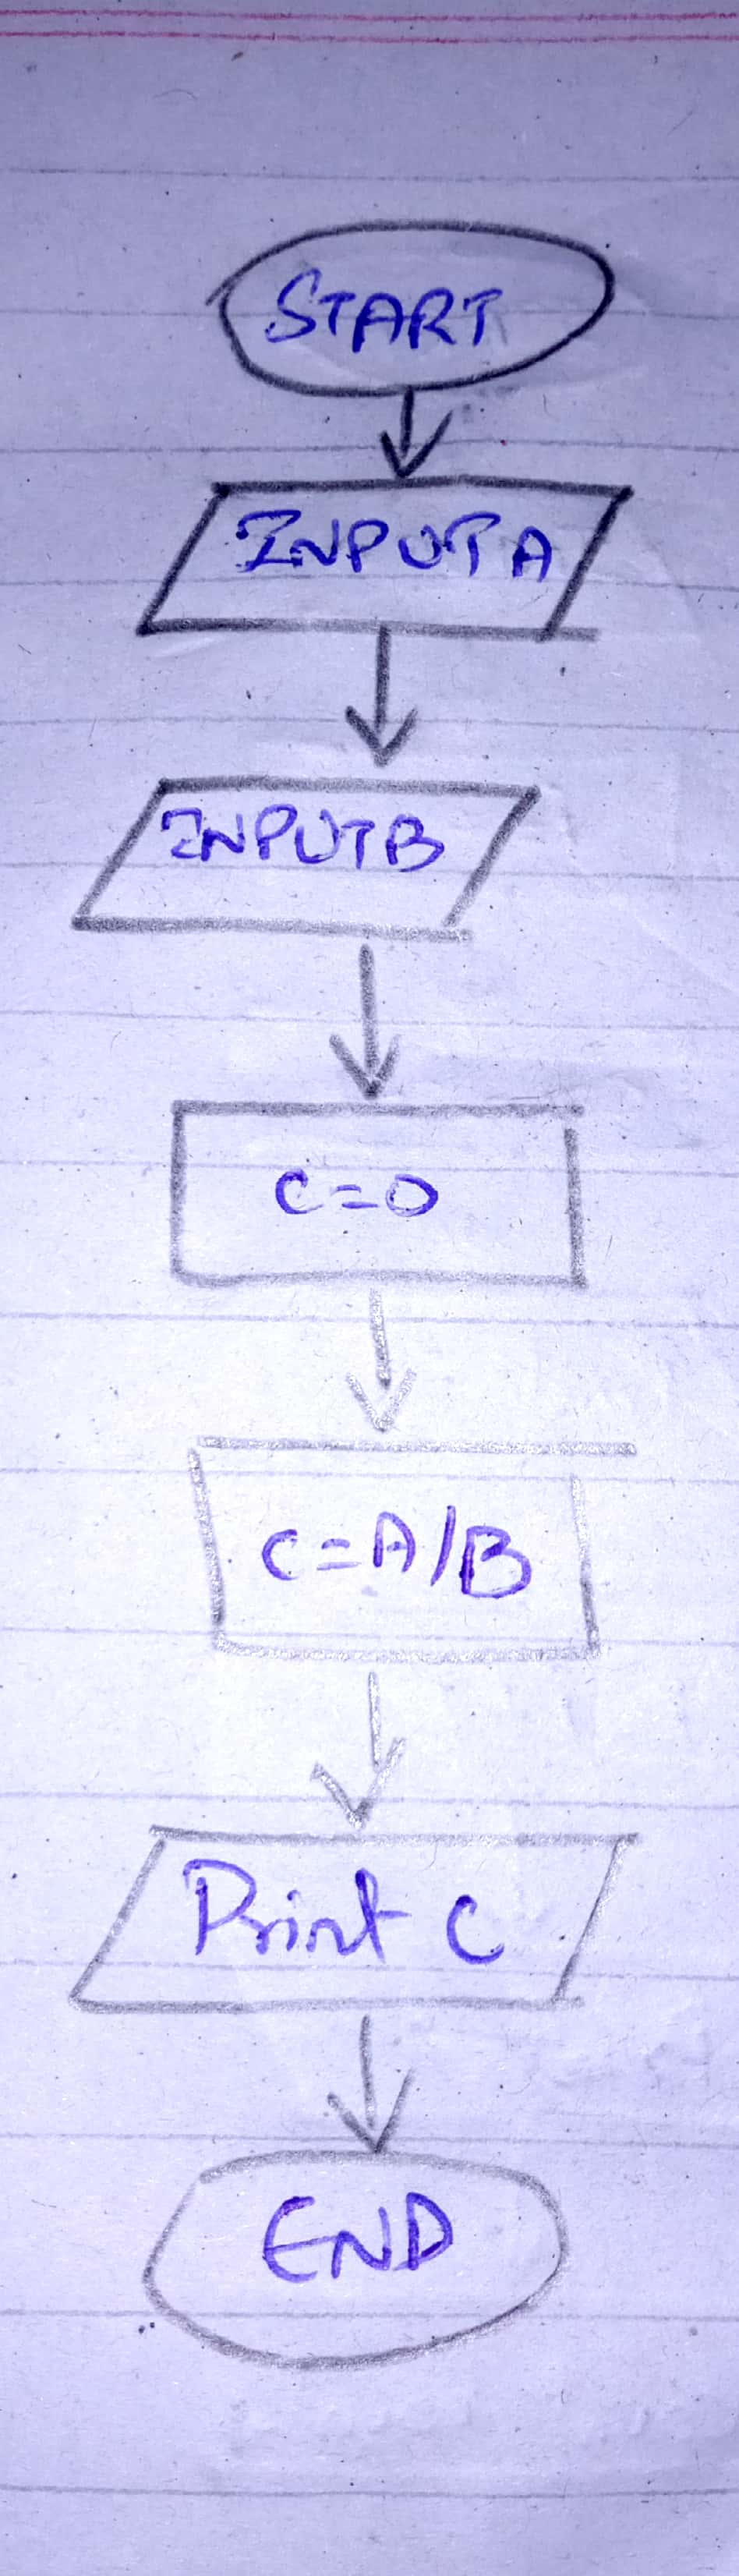 START
INPUT A
INPUT B
C=0
C=A/B
Print C
END